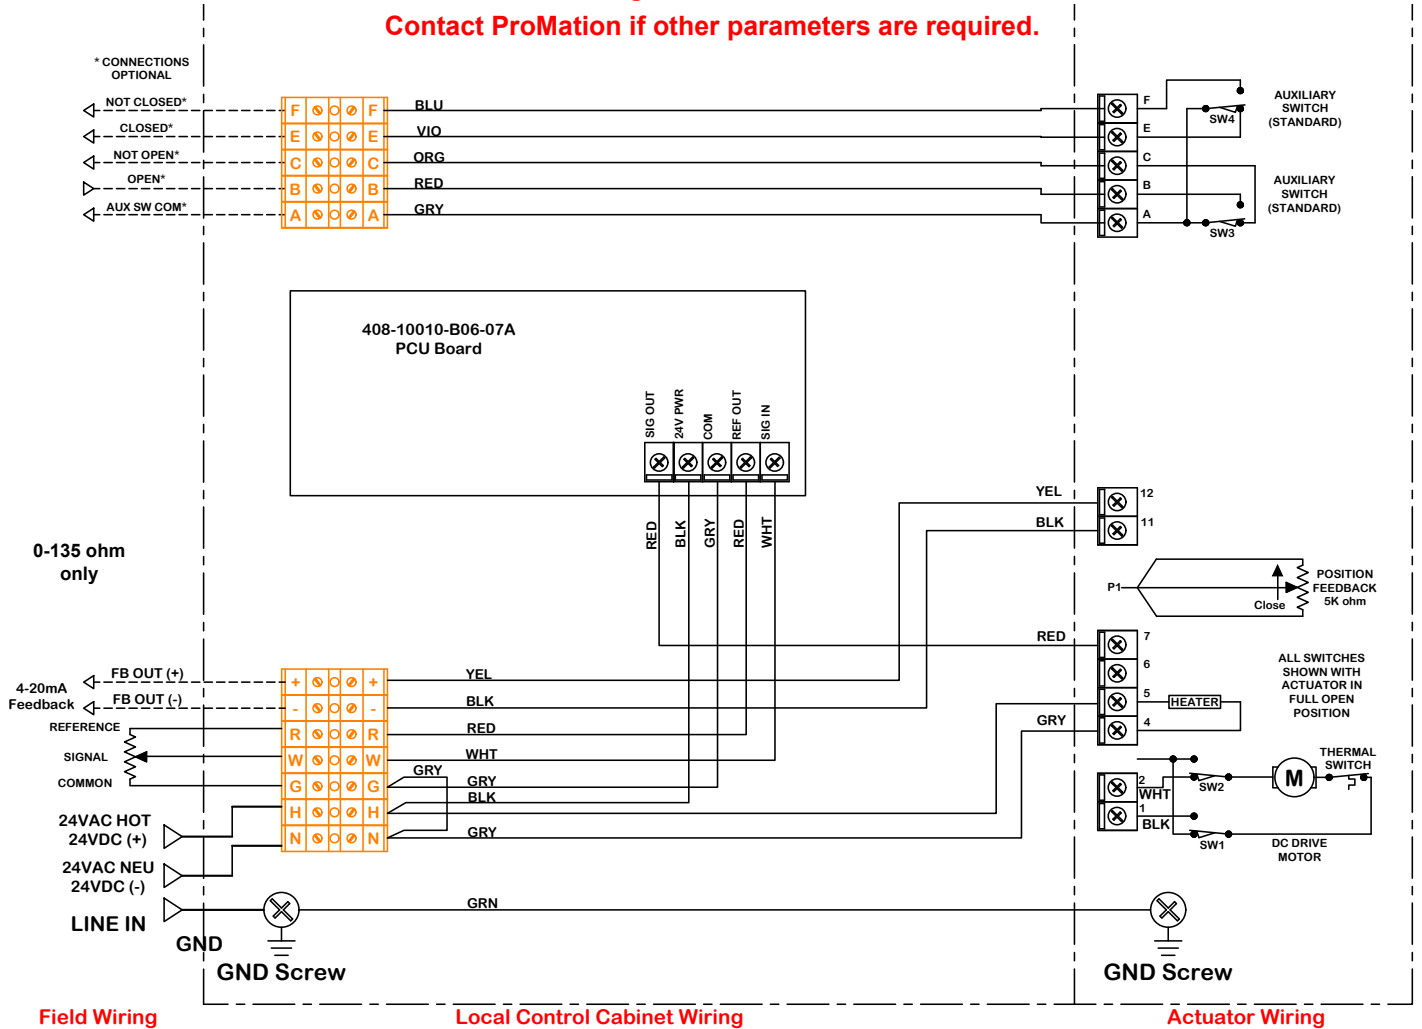 Contact ProMation if other parameters are required.
* CONNECTIONS
OPTIONAL
NOT CLOSED*
CLOSED*
NOT OPEN*
OPEN*
AUX SW COM*
F F
E E
C C
B B
A A
BLU
VIO
ORG
RED
GRY
F
E
C
B
A
SW4
SW3
AUXILIARY
SWITCH
(STANDARD)
AUXILIARY
SWITCH
(STANDARD)
408-10010-B06-07A
PCU Board
SIG OUT
24V PWR
COM
REF OUT
SIG IN
RED
BLK
GRY
RED
WHT
YEL
BLK
12
11
0-135 ohm
only
P1
Close
POSITION
FEEDBACK
5K ohm
RED
GRY
7
6
5
4
HEATER
ALL SWITCHES
SHOWN WITH
ACTUATOR IN
FULL OPEN
POSITION
4-20mA
Feedback
FB OUT (+)
FB OUT (-)
REFERENCE
SIGNAL
COMMON
24VAC HOT
24VDC (+)
24VAC NEU
24VDC (-)
LINE IN
GND
+ +
- -
R R
W W
G G
H H
N N
YEL
BLK
RED
WHT
GRY
GRY
BLK
GRY
GRN
2
WHT
1
BLK
SW2
SW1
M
THERMAL
SWITCH
DC DRIVE
MOTOR
GND Screw
GND Screw
Field Wiring
Local Control Cabinet Wiring
Actuator Wiring